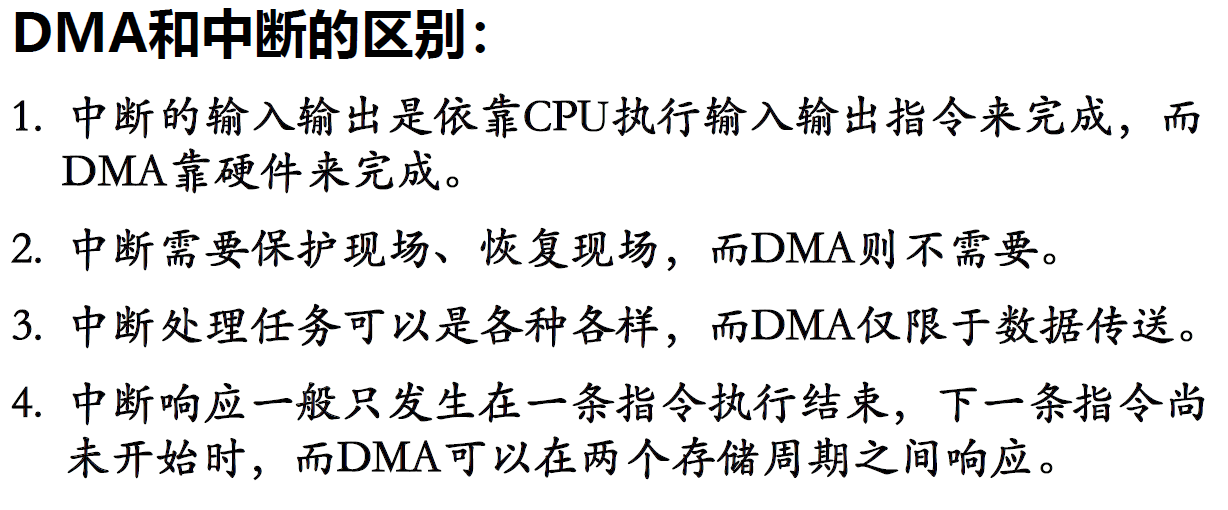 DMA和中断的区别：
1. 中断的输入输出是依靠CPU执行输入输出指令来完成，而
DMA靠硬件来完成。
2. 中断需要保护现场、恢复现场，而DMA则不需要。
3. 中断处理任务可以是各种各样，而DMA仅限于数据传送。
4. 中断响应一般只发生在一条指令执行结束，下一条指令尚
未开始时，而DMA可以在两个存储周期之间响应。